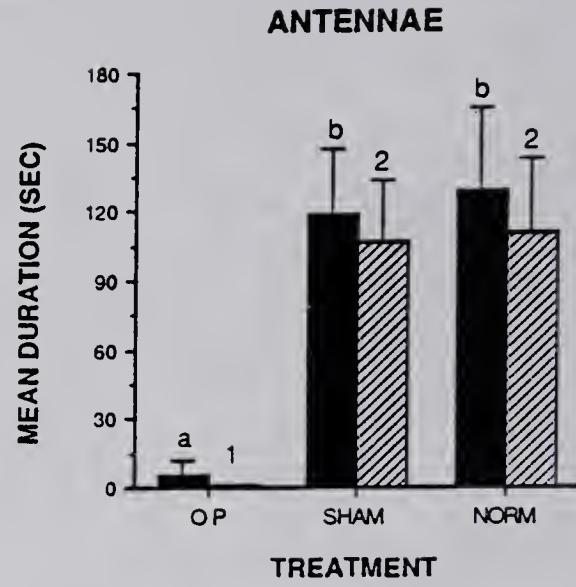 ANTENNAE
MEAN DURATION (SEC)
180
150
120
90
60
30
0
a
1
b
2
b
2
OP
SHAM
NORM
TREATMENT